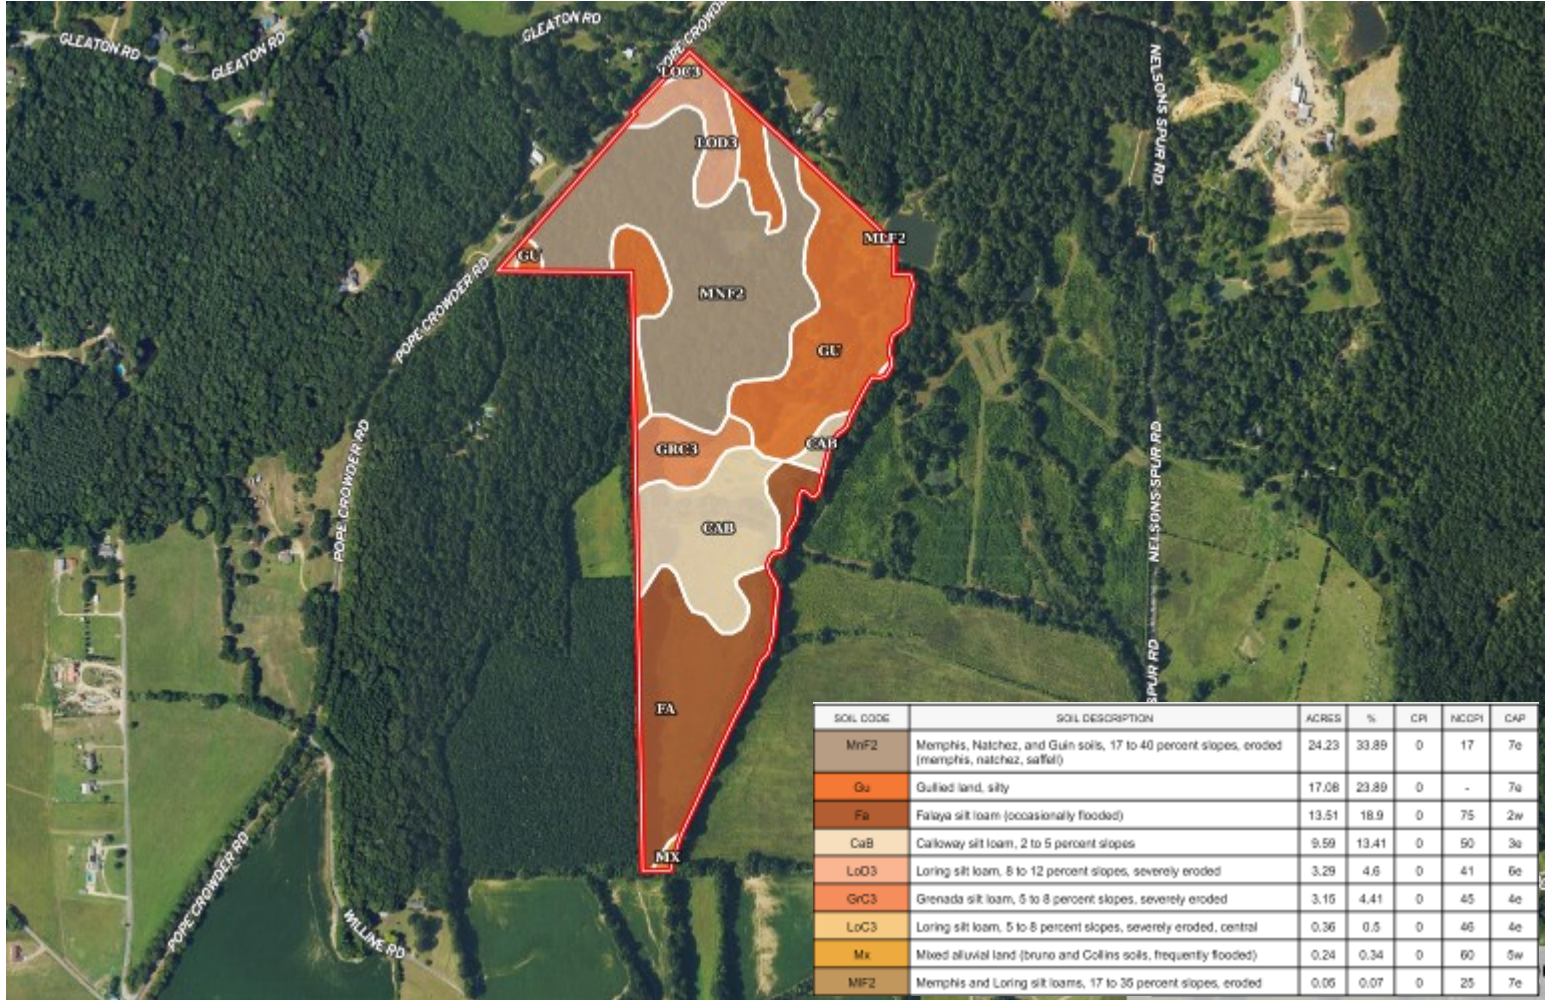 GLEATON RD
GLEATON RD
GLEATON RD
POPE CROWDER
LOC3
LOD3
NELSONS SPUR RD
MLF2
GU
POPE CROWDER RD
MNF2
GU
POPE CROWDER RD
GRC3
CAB
NELSONS SPUR RD
CAB
SPUR RD
FA
MX
POPE CROWDER RD
WILLINE RD
SOIL CODE SOIL DESCRIPTION ACRES % CPI NCCPI CAP
MnF2 Memphis, Natchez, and Guin soils, 17 to 40 percent slopes, eroded 24.23 33.89 0 17 7e
(memphis, natchez, saffell)
Gu Gullied land, silty 17.08 23.89 0 - 7e
Fa Falaya silt loam (occasionally flooded) 13.51 18.9 0 75 2w
CaB Calloway silt loam, 2 to 5 percent slopes 9.59 13.41 0 50 3e
LoD3 Loring silt loam, 8 to 12 percent slopes, severely eroded 3.29 4.6 0 41 6e
GrC3 Grenada silt loam, 5 to 8 percent slopes, severely eroded 3.15 4.41 0 45 4e
LoC3 Loring silt loam, 5 to 8 percent slopes, severely eroded, central 0.36 0.5 0 46 4e
Mx Mixed alluvial land (bruno and Collins soils, frequently flooded) 0.24 0.34 0 60 5w
MlF2 Memphis and Loring silt loams, 17 to 35 percent slopes, eroded 0.05 0.07 0 25 7e